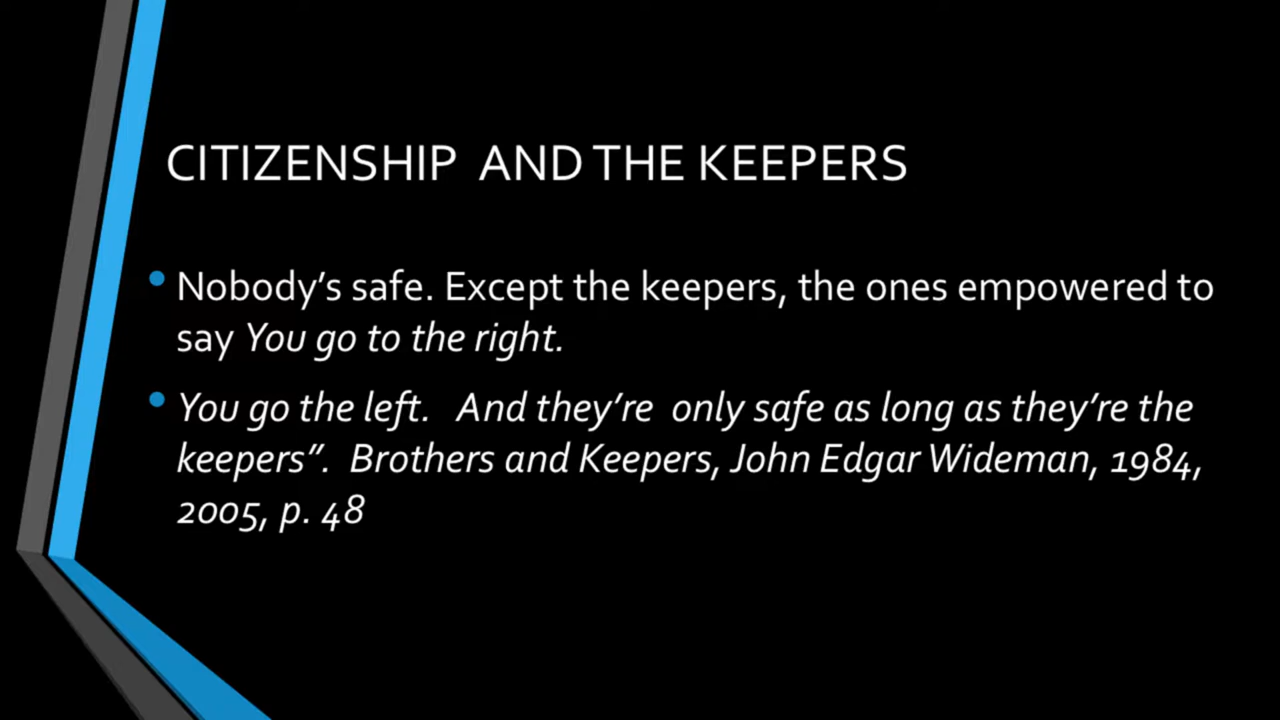 CITIZENSHIP AND THE KEEPERS
• Nobody’s safe. Except the keepers, the ones empowered to
say You go to the right.
• You go the left. And they’re only safe as long as they’re the
keepers”. Brothers and Keepers, John Edgar Wideman, 1984,
2005, p. 48